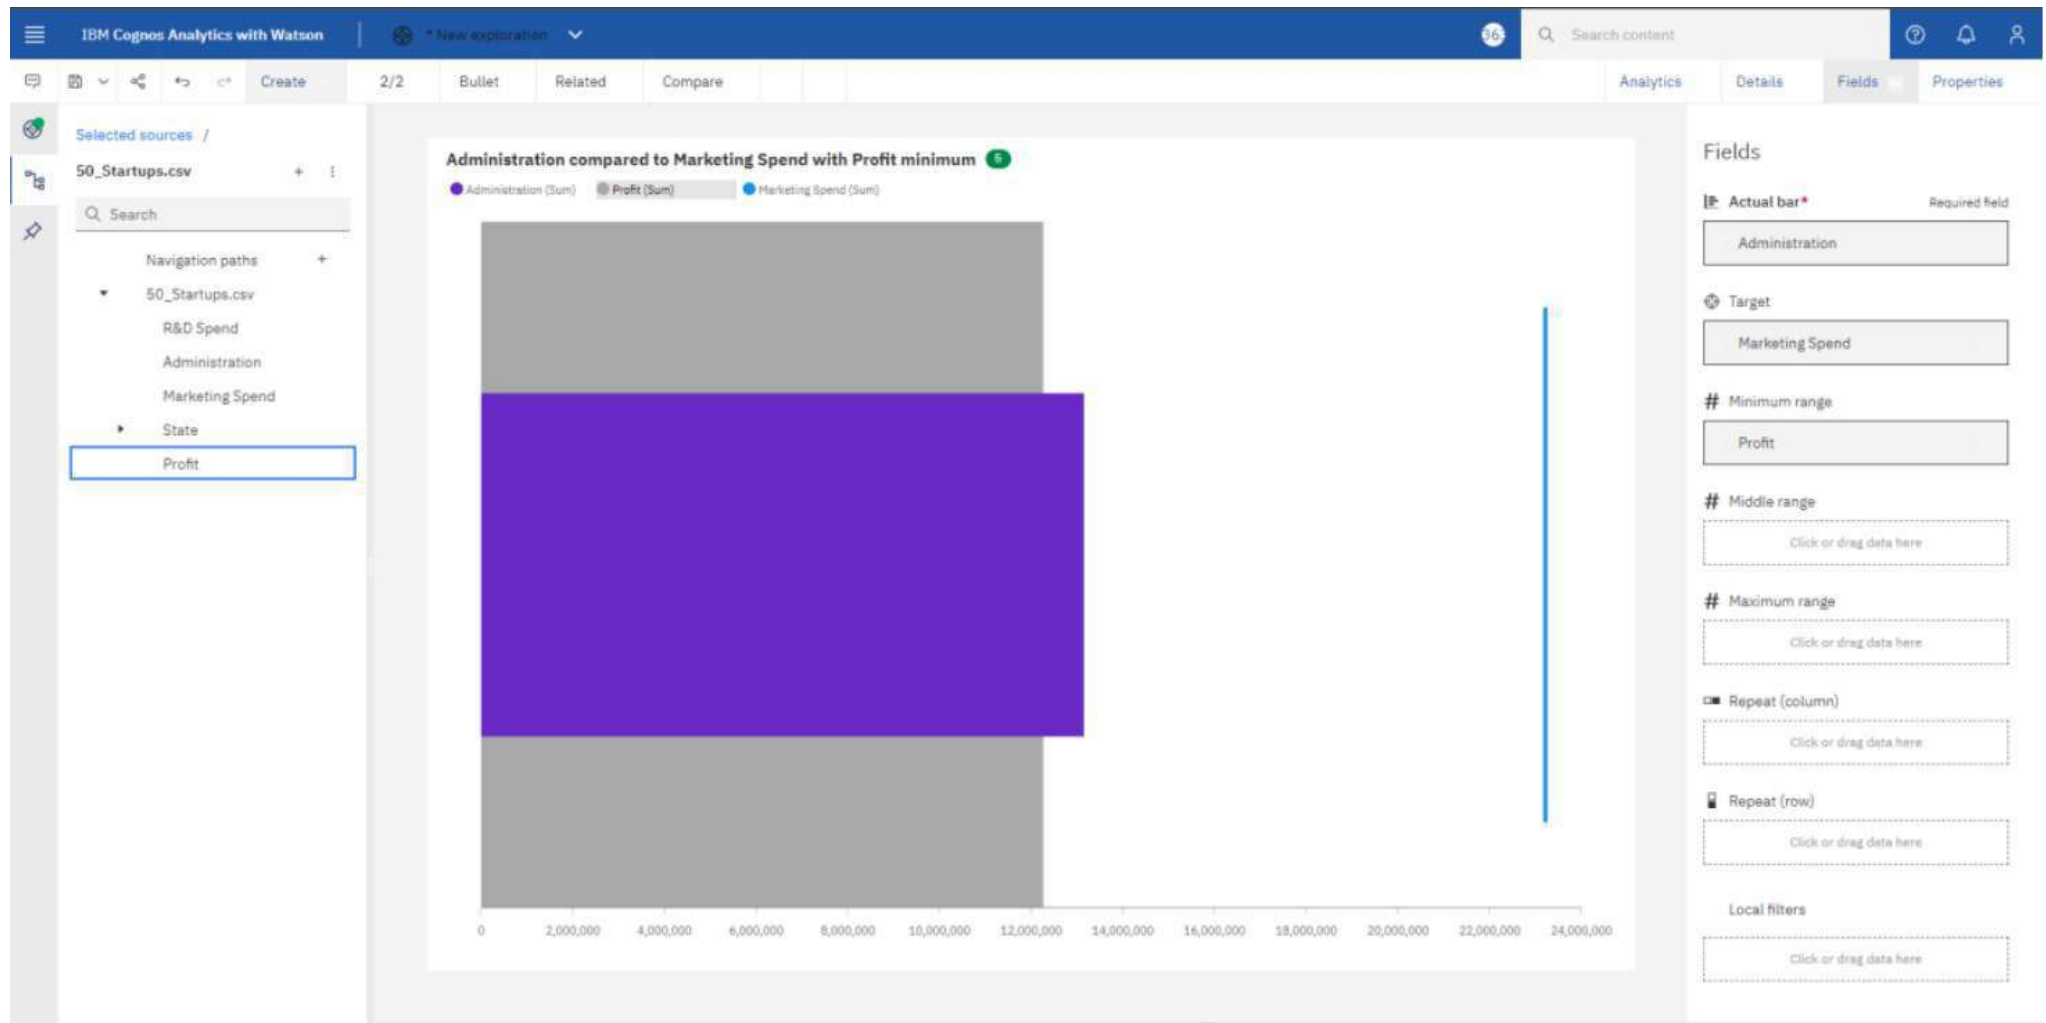 IBM Cognos Analytics with Watson
* New exploration
Search content
Create
2/2
Bullet
Related
Compare
Analytics
Details
Fields
Properties
Selected sources /
50_Startups.csv
Search
Navigation paths
50_Startups.csv
R&D Spend
Administration
Marketing Spend
State
Profit
Administration compared to Marketing Spend with Profit minimum
Administration (Sum) Profit (Sum) Marketing Spend (Sum)
0 2,000,000 4,000,000 6,000,000 8,000,000 10,000,000 12,000,000 14,000,000 16,000,000 18,000,000 20,000,000 22,000,000 24,000,000
Fields
Actual bar* Required field
Administration
Target
Marketing Spend
# Minimum range
Profit
# Middle range
Click or drag data here
# Maximum range
Click or drag data here
Repeat (column)
Click or drag data here
Repeat (row)
Click or drag data here
Local filters
Click or drag data here